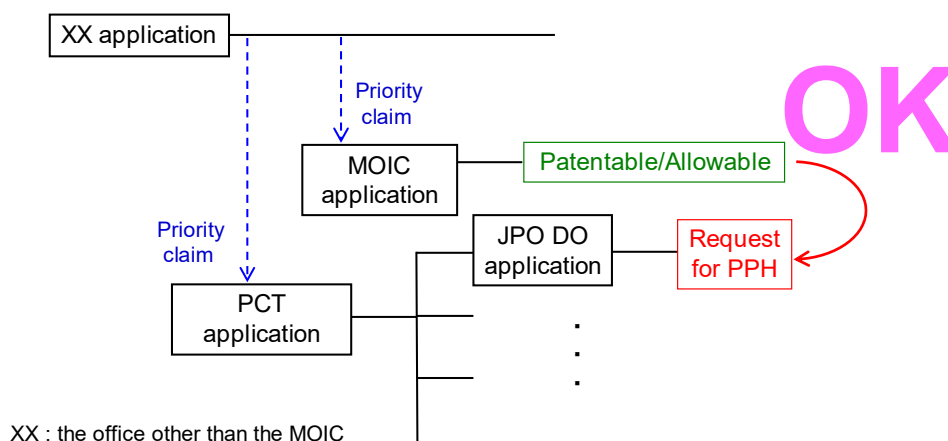 XX application
OK
Priority
claim
MOIC
application
Patentable/Allowable
Priority
claim
JPO DO
application
Request
for PPH
PCT
application
XX : the office other than the MOIC